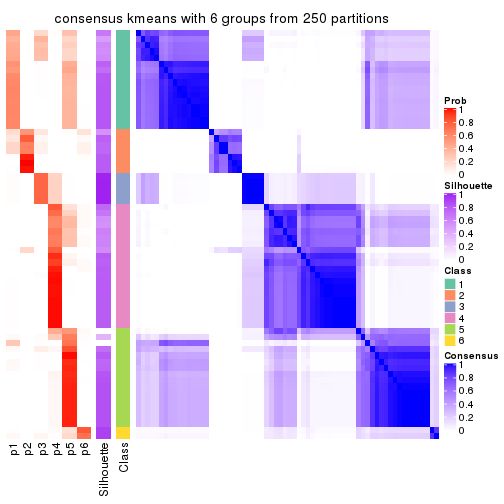 consensus kmeans with 6 groups from 250 partitions
Prob
1
0.8
0.6
0.4
0.2
0
Silhouette
1
0.8
0.6
0.4
0.2
0
Class
1
2
3
4
5
6
Consensus
1
0.8
0.6
0.4
0.2
0
p1
p2
p3
p4
p5
p6
Silhouette
Class